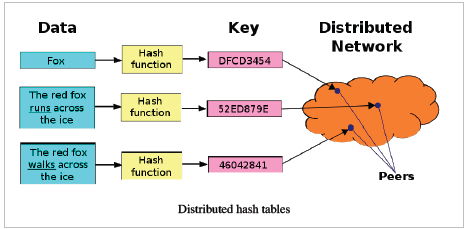 Data
Key
Distributed
Network
Fox
Hash
function
DFCD3454
The red fox
runs across
the ice
Hash
function
52ED879E
The red fox
walks across
the ice
Hash
function
46042841
Peers
Distributed hash tables